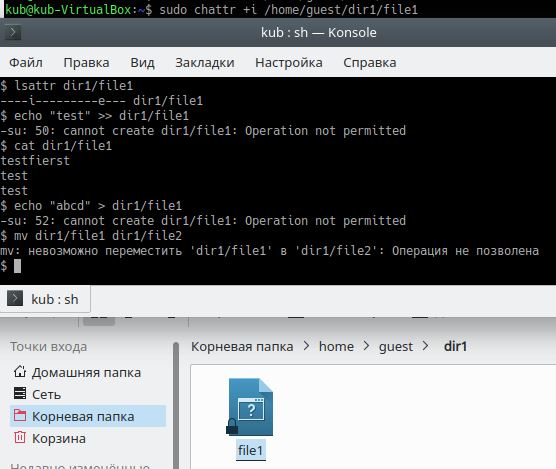 kub@kub-VirtualBox:~$ sudo chattr +i /home/guest/dir1/file1
kub : sh — Konsole
Файл Правка Вид Закладки Настройка Справка
$ lsattr dir1/file1
----i---------e--- dir1/file1
$ echo "test" >> dir1/file1
-su: 50: cannot create dir1/file1: Operation not permitted
$ cat dir1/file1
testfierst
test
test
$ echo "abcd" > dir1/file1
-su: 52: cannot create dir1/file1: Operation not permitted
$ mv dir1/file1 dir1/file2
mv: невозможно переместить 'dir1/file1' в 'dir1/file2': Операция не позволена
$
kub : sh
Точки входа
Корневая папка > home > guest > dir1
Домашняя папка
Сеть
Корневая папка
Корзина
file1
Недавно изменённые